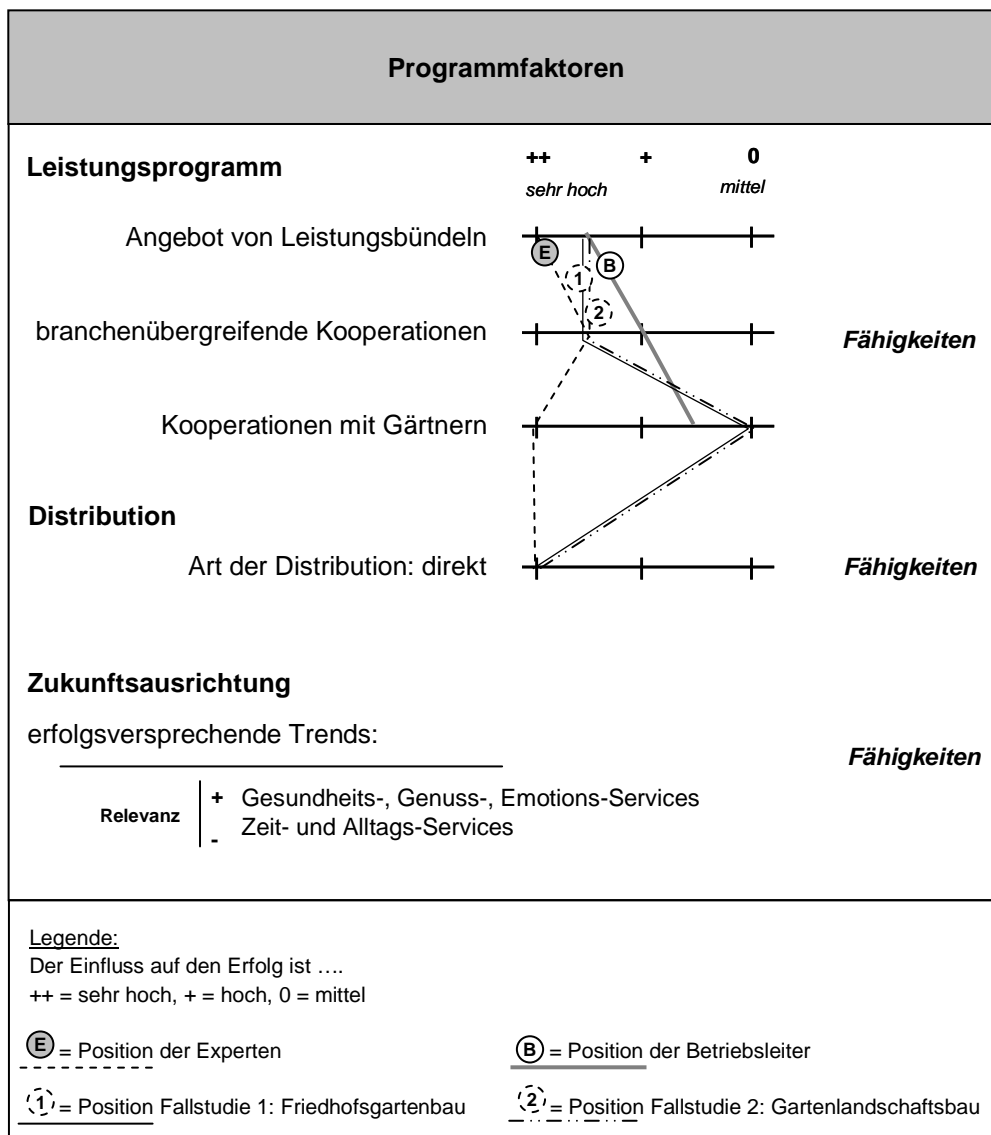 Programmfaktoren
Leistungsprogramm
++ + 0
sehr hoch mittel
Angebot von Leistungsbündeln
E B
1
2
branchenübergreifende Kooperationen
Fähigkeiten
Kooperationen mit Gärtnern
Distribution
Art der Distribution: direkt
Fähigkeiten
Zukunftsausrichtung
erfolgsversprechende Trends:
Fähigkeiten
Relevanz
+ Gesundheits-, Genuss-, Emotions-Services
- Zeit- und Alltags-Services
Legende:
Der Einfluss auf den Erfolg ist ….
++ = sehr hoch, + = hoch, 0 = mittel
E = Position der Experten
B = Position der Betriebsleiter
1 = Position Fallstudie 1: Friedhofsgartenbau
2 = Position Fallstudie 2: Gartenlandschaftsbau